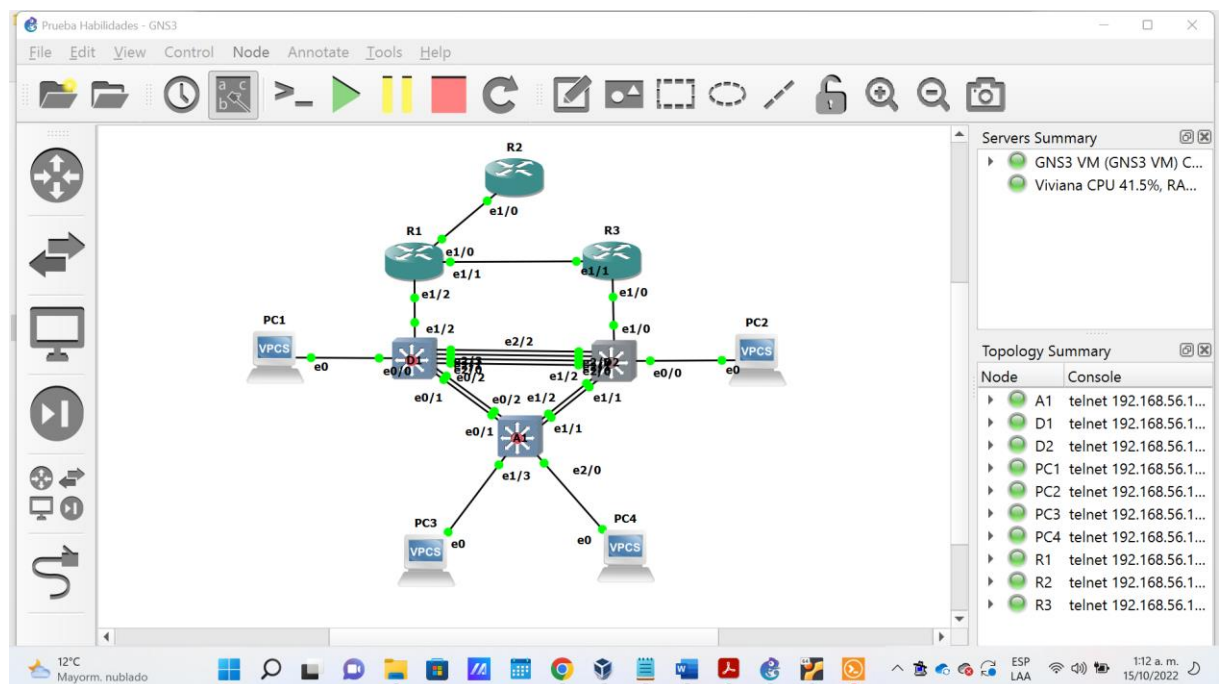 Prueba Habilidades - GNS3
File Edit View Control Node Annotate Tools Help
R2
e1/0
R1
R3
e1/0
e1/1
e1/1
e1/2
e1/0
PC1
PC2
e1/2
e2/2
e1/0
VPCS
D1
VPCS
e0
e0/0
e0/2
e1/2
e0/0
e0
e0/1
e0/2
e1/2
e1/1
e0/1
A1
e1/1
e1/3
e2/0
PC3
PC4
e0
e0
VPCS
VPCS
Servers Summary
GNS3 VM (GNS3 VM) C...
Viviana CPU 41.5%, RA...
Topology Summary
Node Console
A1 telnet 192.168.56.1...
D1 telnet 192.168.56.1...
D2 telnet 192.168.56.1...
PC1 telnet 192.168.56.1...
PC2 telnet 192.168.56.1...
PC3 telnet 192.168.56.1...
PC4 telnet 192.168.56.1...
R1 telnet 192.168.56.1...
R2 telnet 192.168.56.1...
R3 telnet 192.168.56.1...
12°C
Mayorm. nublado
ESP
LAA
1:12 a. m.
15/10/2022